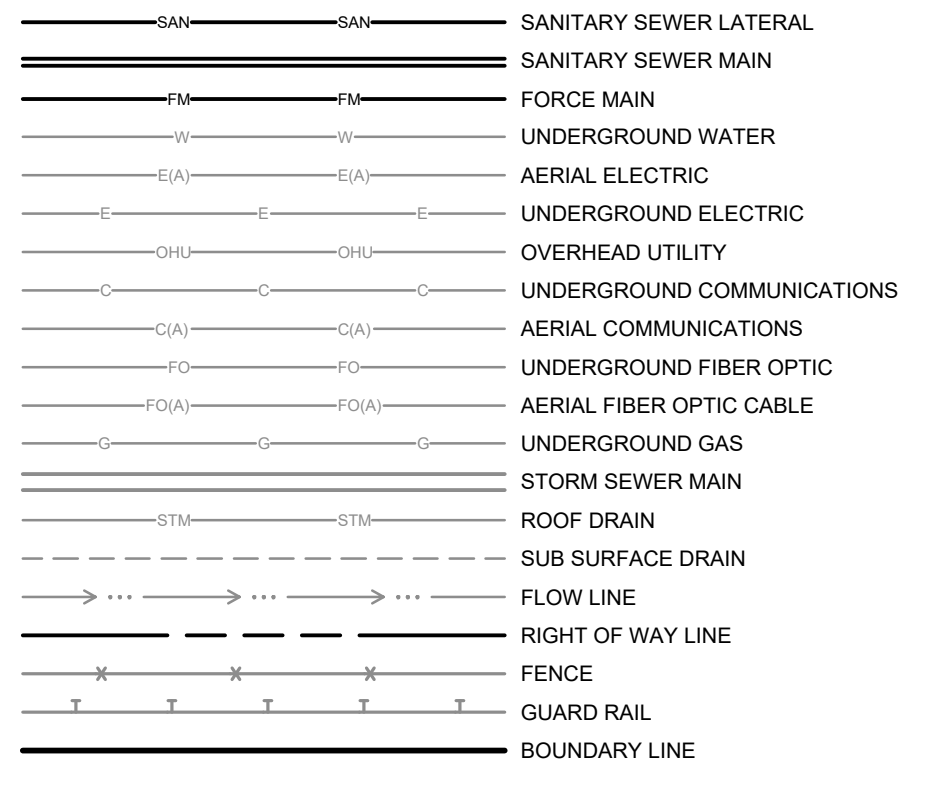 SAN SAN SANITARY SEWER LATERAL
SANITARY SEWER MAIN
FM FM FORCE MAIN
W W UNDERGROUND WATER
E(A) E(A) AERIAL ELECTRIC
E E E UNDERGROUND ELECTRIC
OHU OHU OVERHEAD UTILITY
C C C UNDERGROUND COMMUNICATIONS
C(A) C(A) AERIAL COMMUNICATIONS
FO FO UNDERGROUND FIBER OPTIC
FO(A) FO(A) AERIAL FIBER OPTIC CABLE
G G G UNDERGROUND GAS
STORM SEWER MAIN
STM STM ROOF DRAIN
SUB SURFACE DRAIN
FLOW LINE
RIGHT OF WAY LINE
FENCE
GUARD RAIL
BOUNDARY LINE